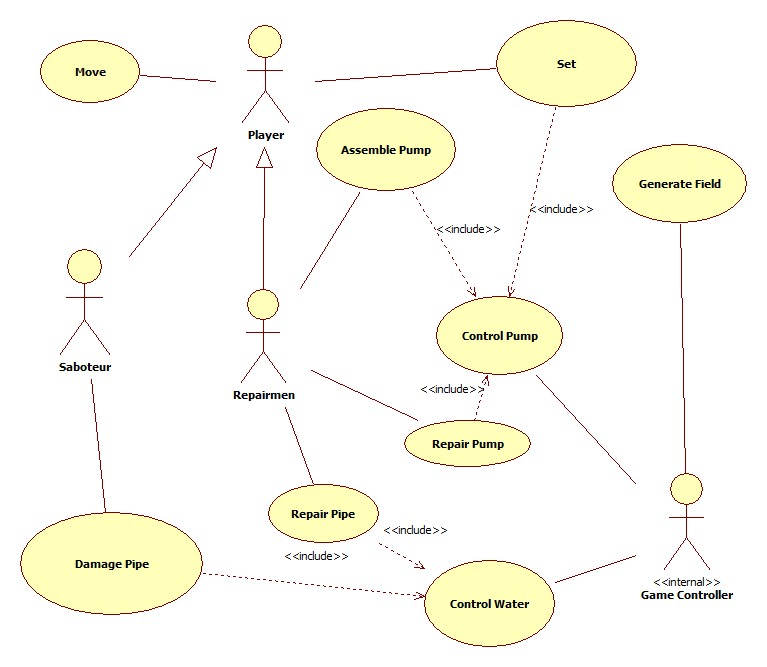 Move
Set
Player
Assemble Pump
Generate Field
<<include>>
<<include>>
Control Pump
Saboteur
<<include>>
Repairmen
Repair Pump
Repair Pipe
<<include>>
<<include>>
Damage Pipe
<<internal>>
Game Controller
Control Water